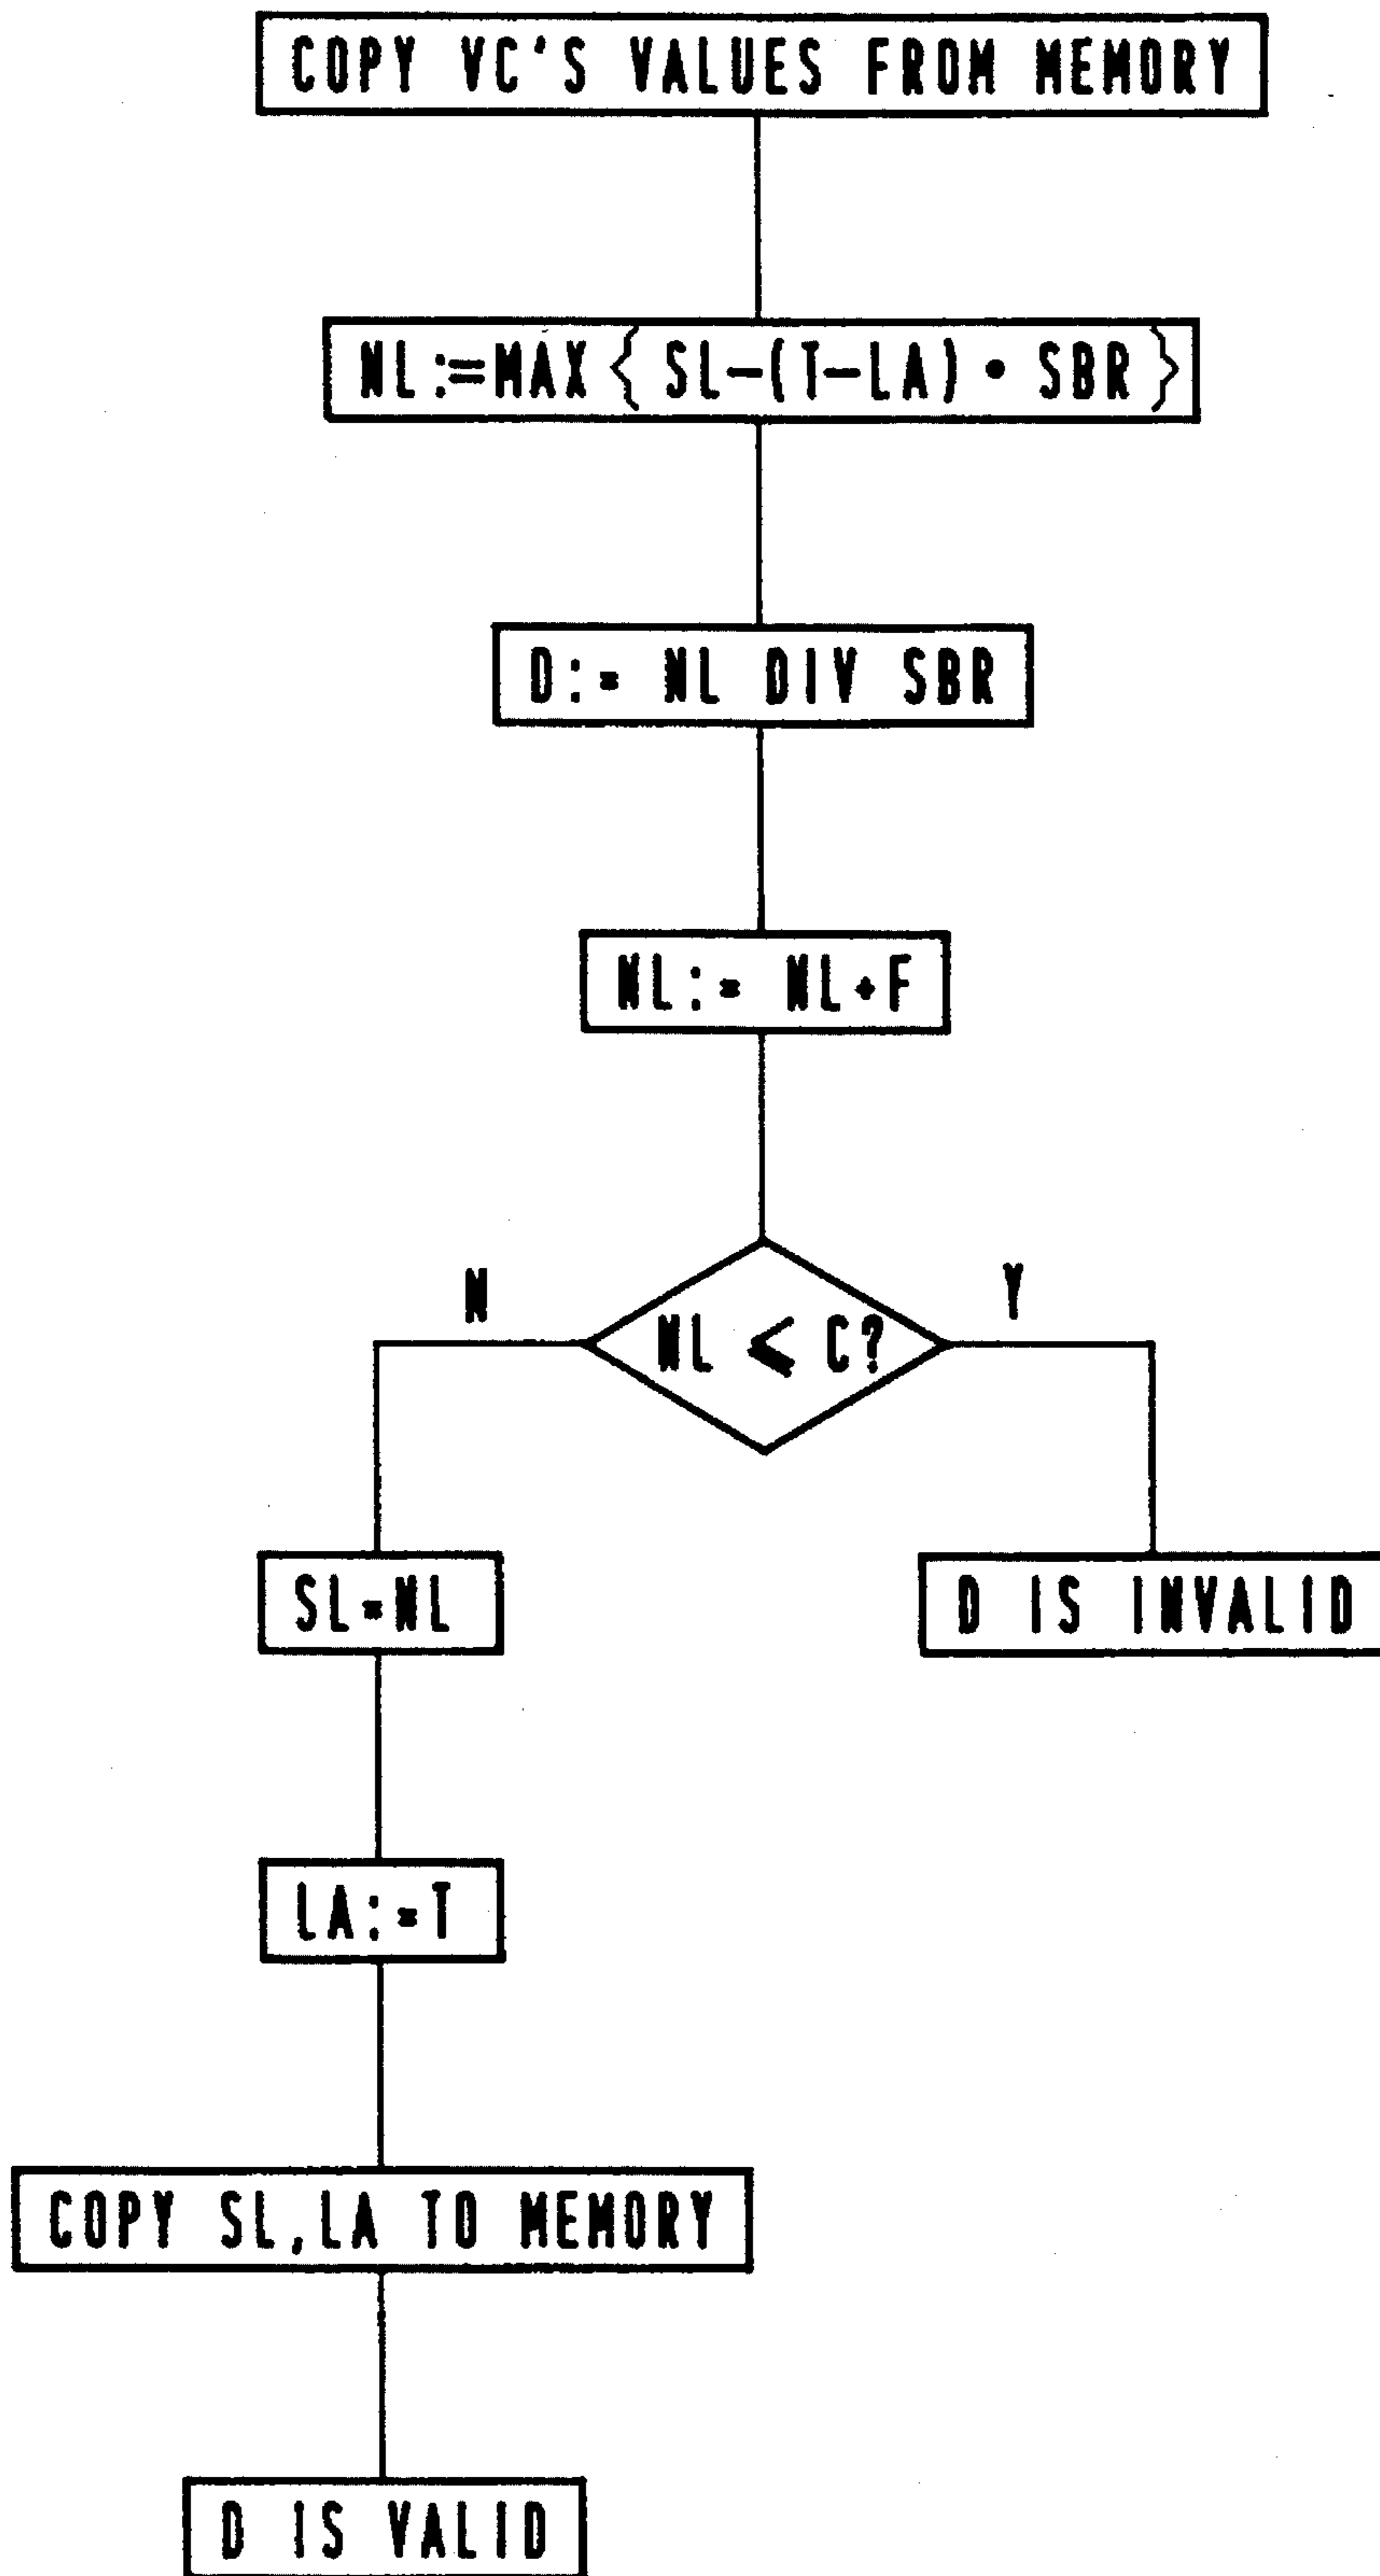 COPY VC'S VALUES FROM MEMORY
NL:=MAX{ SL-(T-LA) • SBR }
D:= NL DIV SBR
NL:= NL+F
N
Y
NL ⩽ C?
SL=NL
D IS INVALID
LA:=T
COPY SL,LA TO MEMORY
D IS VALID